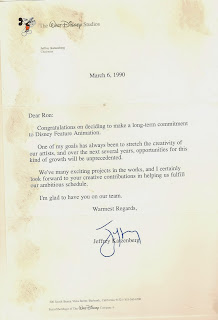 The WALT DISNEY Studios
Jeffrey Katzenberg
Chairman
March 6, 1990
Dear Ron:
Congratulations on deciding to make a long-term commitment
to Disney Feature Animation.
One of my goals has always been to stretch the creativity of
our artists, and over the next several years, opportunities for this
kind of growth will be unprecedented.
We've many exciting projects in the works, and I certainly
look forward to your creative contributions in helping us fulfill
our ambitious schedule.
I'm glad to have you on our team.
Warmest Regards,
Jeffrey Katzenberg